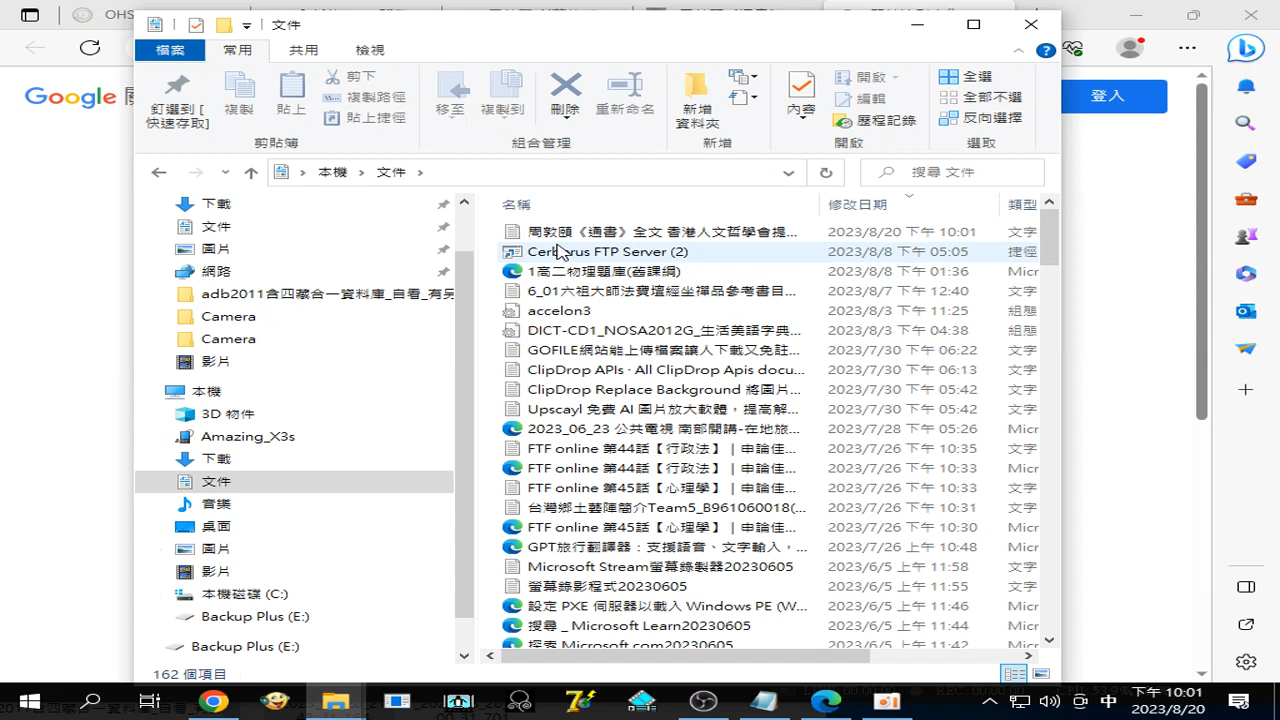 OHS
文件
檔案 常用 共用 檢視
Google
登入
釘選到 [快速存取]
複製
貼上
剪下
複製路徑
貼上捷徑
移至
複製到
刪除
重新命名
新增資料夾
內容
開啟
編輯
歷程記錄
全選
全部不選
反向選擇
剪貼簿 組合管理 新增 開啟 選取
本機 文件
搜尋 文件
下載
文件
圖片
網路
adb2011含四藏合一資料庫_自看_有另
Camera
Camera
影片
本機
3D 物件
Amazing_X3s
下載
文件
音樂
桌面
圖片
影片
本機磁碟 (C:)
Backup Plus (E:)
Backup Plus (E:)
名稱 修改日期 類型
周敦頤《通書》全文 香港人文哲學會提... 2023/8/20 下午 10:01 文字
Cerberus FTP Server (2) 2023/8/8 下午 05:05 捷徑
1高二物理題庫(舊課綱) 2023/8/8 下午 01:36 Micr
6_01六祖大師法寶壇經坐禪品參考書目... 2023/8/7 下午 12:40 文字
accelon3 2023/8/3 下午 11:25 組態
DICT-CD1_NOSA2012G_生活美語字典... 2023/8/3 下午 04:38 組態
GOFILE網站能上傳檔案讓人下載又免註... 2023/7/30 下午 06:22 文字
ClipDrop APIs · All ClipDrop Apis docu... 2023/7/30 下午 06:13 文字
ClipDrop Replace Background 將圖片... 2023/7/30 下午 05:42 文字
Upscayl 免費 AI 圖片放大軟體，提高解... 2023/7/30 下午 05:42 文字
2023_06_23 公共電視 南部開講-在地旅... 2023/7/28 下午 05:26 Micr
FTF online 第44話【行政法】｜申論佳... 2023/7/26 下午 10:35 文字
FTF online 第44話【行政法】｜申論佳... 2023/7/26 下午 10:33 Micr
FTF online 第45話【心理學】｜申論佳... 2023/7/26 下午 10:33 文字
台灣鄉土藝陣簡介Team5_B961060018(... 2023/7/26 下午 10:31 文字
FTF online 第45話【心理學】｜申論佳... 2023/7/26 下午 10:30 Micr
GPT旅行翻譯器：支援語音、文字輸入，... 2023/7/26 上午 10:48 Micr
Microsoft Stream螢幕錄製器20230605 2023/6/5 上午 11:58 文字
螢幕錄影程式20230605 2023/6/5 上午 11:55 文字
設定 PXE 伺服器以載入 Windows PE (W... 2023/6/5 上午 11:46 Micr
搜尋 _ Microsoft Learn20230605 2023/6/5 上午 11:46 Micr
探索 Microsoft.com20230605 2023/6/5 上午 11:42 Micr
162 個項目
中
下午 10:01
2023/8/20